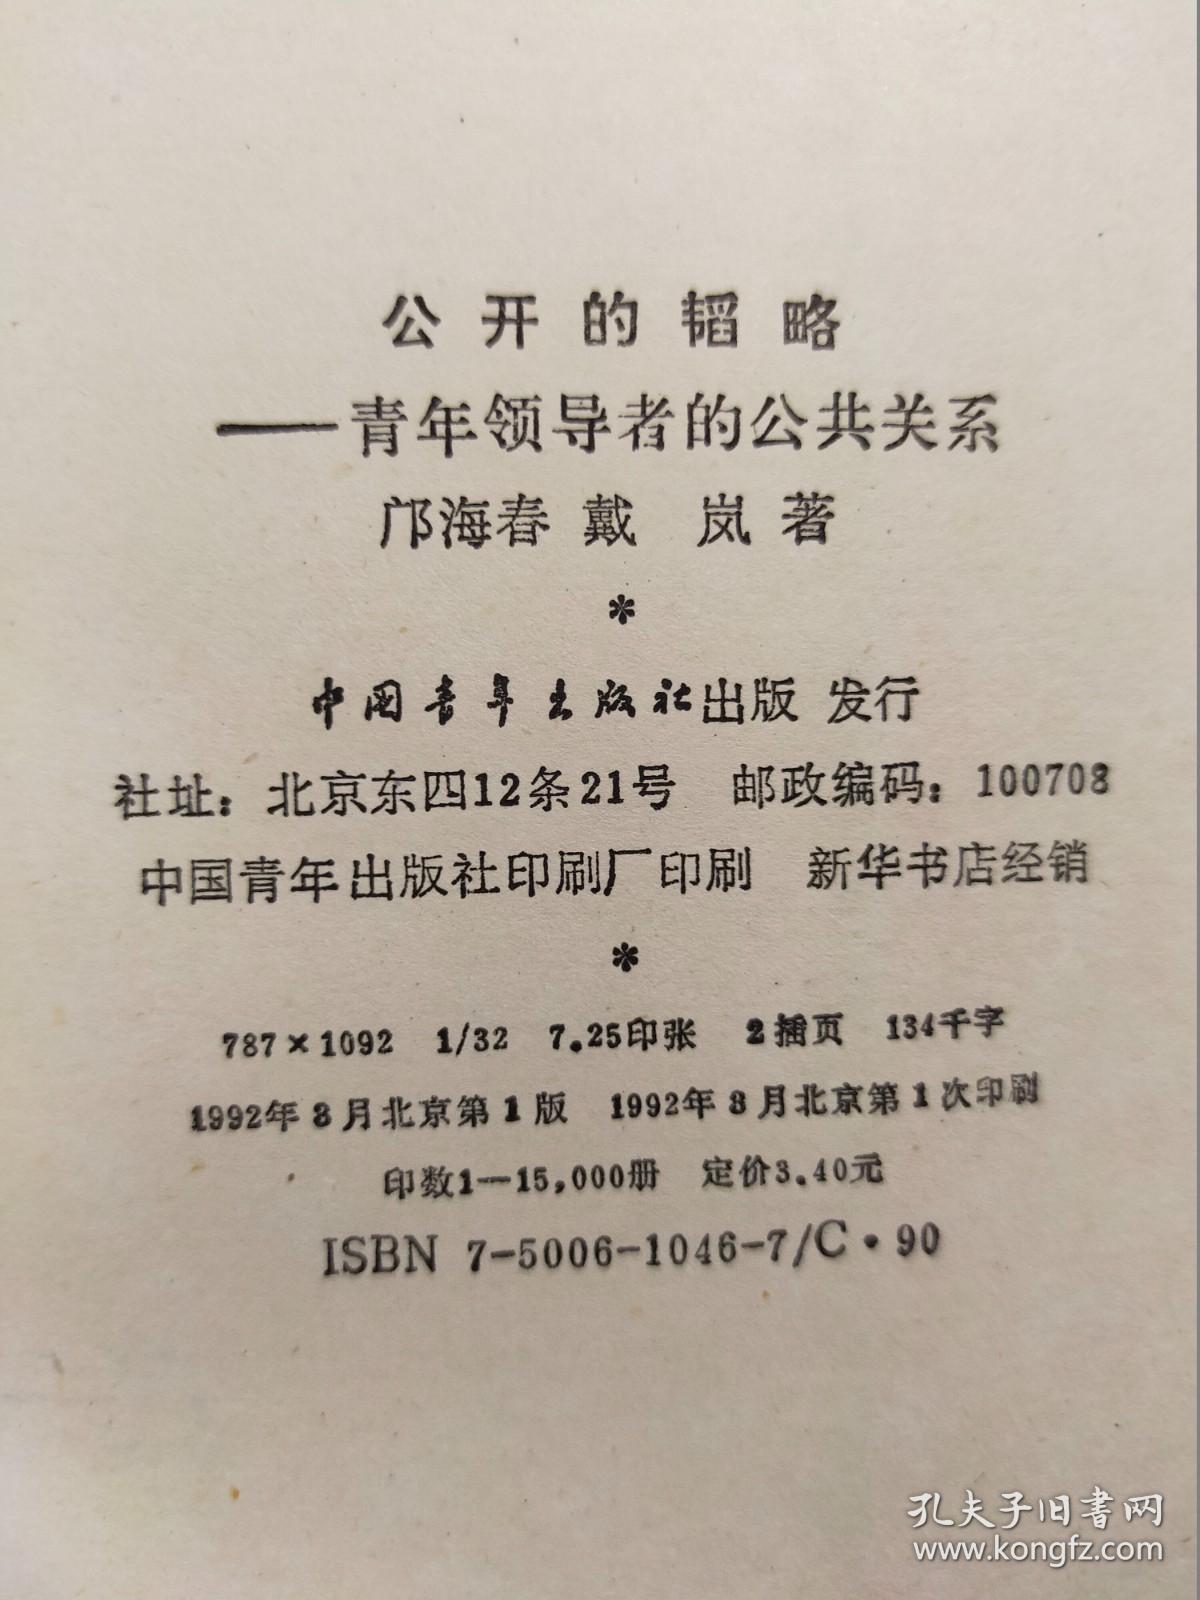 公开的韬略
——青年领导者的公共关系
邝海春 戴 岚 著
*
中国青年出版社出版 发行
社址：北京东四12条21号 邮政编码：100708
中国青年出版社印刷厂印刷 新华书店经销
*
787×1092 1/32 7.25印张 2插页 134千字
1992年3月北京第1版 1992年3月北京第1次印刷
印数1—15,000册 定价3.40元
ISBN 7-5006-1046-7/C·90
孔夫子旧书网
www.kongfz.com